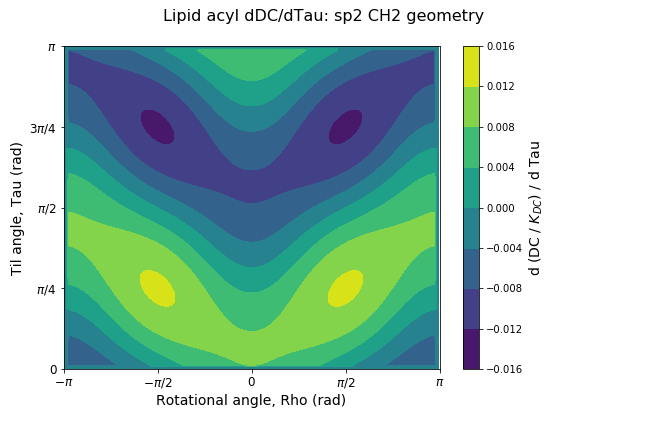 Lipid acyl dDC/dTau: sp2 CH2 geometry
π
3π/4
π/2
π/4
0
Til angle, Tau (rad)
−π
−π/2
0
π/2
π
Rotational angle, Rho (rad)
0.016
0.012
0.008
0.004
0.000
−0.004
−0.008
−0.012
−0.016
d (DC / K_{DC}) / d Tau